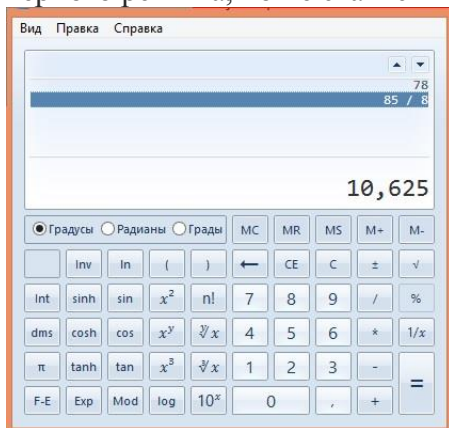 Вид Правка Справка
78
85 / 8
10,625
Градусы Радианы Грады MC MR MS M+ M-
Inv ln ( ) ← CE C ± √
Int sinh sin x² n! 7 8 9 / %
dms cosh cos xʸ ʸ√x 4 5 6 * 1/x
π tanh tan x³ ³√x 1 2 3 - =
F-E Exp Mod log 10ˣ 0 , +